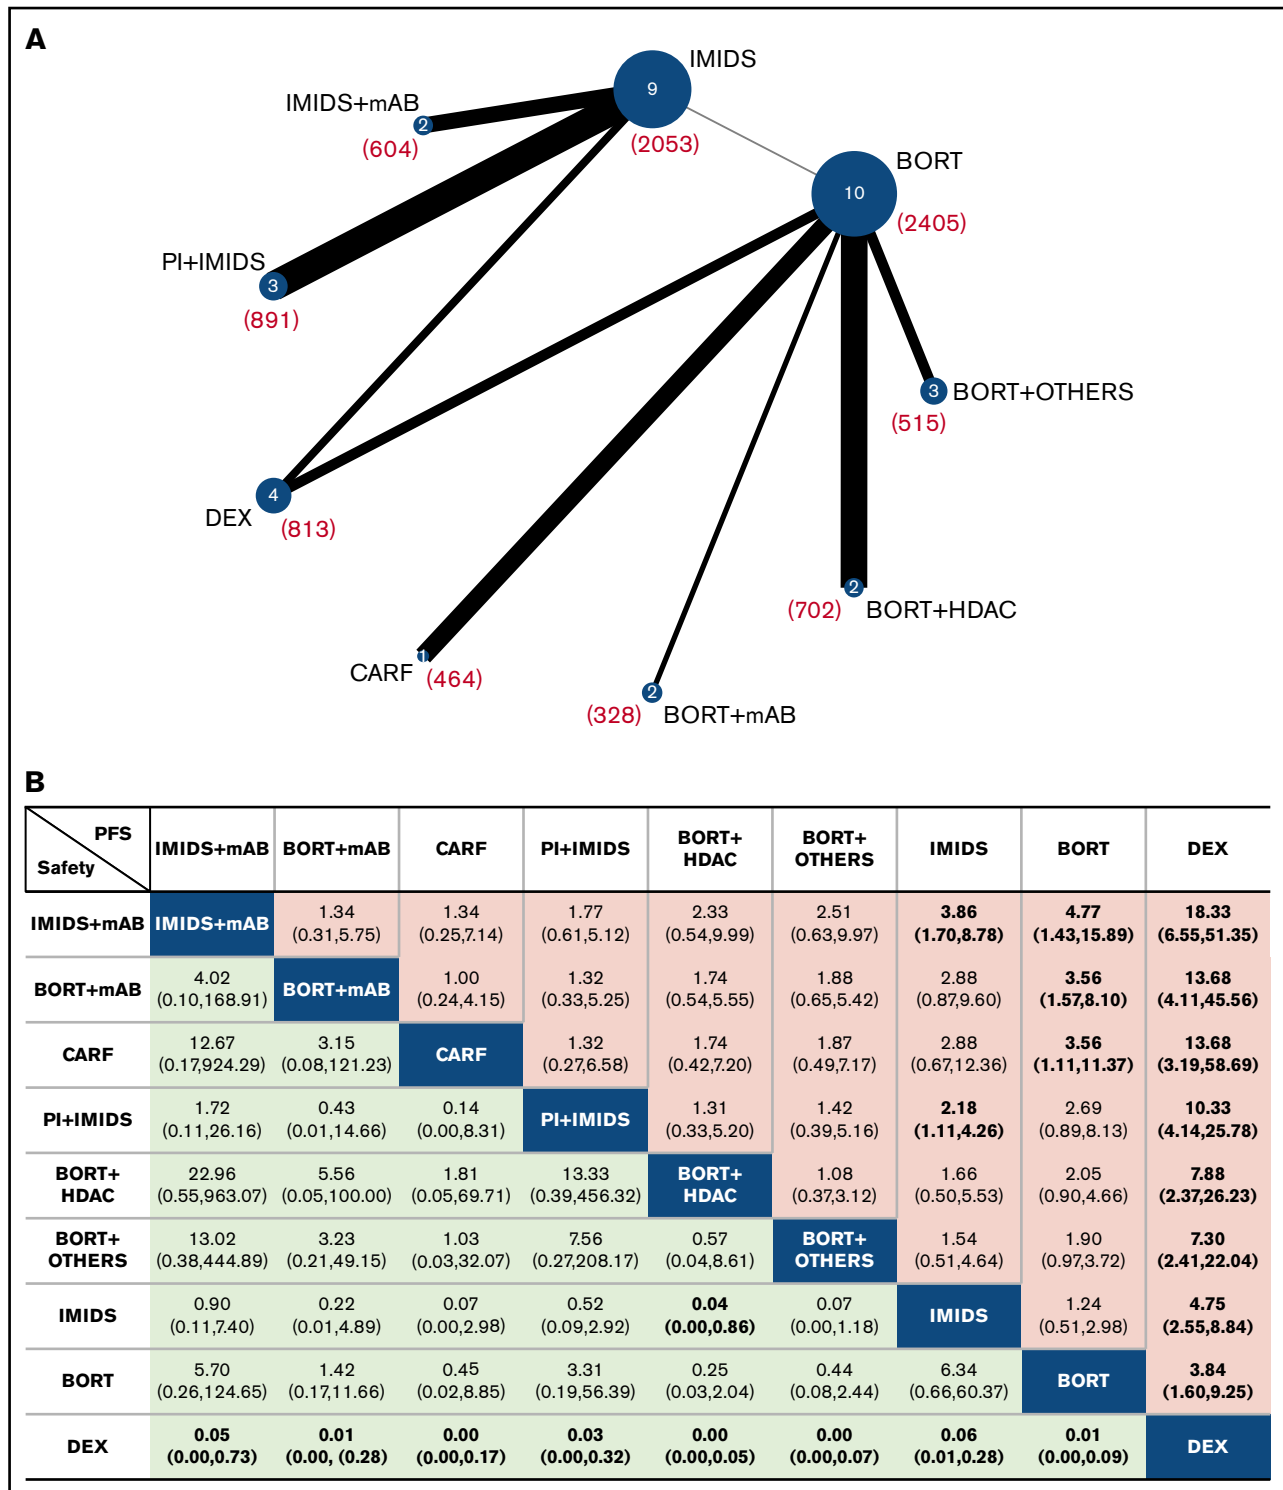 A
IMIDS
9
IMIDS+mAB
2
(604)
(2053)
BORT
10
(2405)
PI+IMIDS
3
(891)
3
BORT+OTHERS
(515)
4
DEX
(813)
2
(702)
BORT+HDAC
1
CARF
(464)
2
(328)
BORT+mAB
B
PFS
Safety
IMIDS+mAB BORT+mAB CARF PI+IMIDS BORT+ HDAC BORT+ OTHERS IMIDS BORT DEX
IMIDS+mAB IMIDS+mAB 1.34 1.34 1.77 2.33 2.51 3.86 4.77 18.33
(0.31,5.75) (0.25,7.14) (0.61,5.12) (0.54,9.99) (0.63,9.97) (1.70,8.78) (1.43,15.89) (6.55,51.35)
BORT+mAB 4.02 BORT+mAB 1.00 1.32 1.74 1.88 2.88 3.56 13.68
(0.10,168.91) (0.24,4.15) (0.33,5.25) (0.54,5.55) (0.65,5.42) (0.87,9.60) (1.57,8.10) (4.11,45.56)
CARF 12.67 3.15 CARF 1.32 1.74 1.87 2.88 3.56 13.68
(0.17,924.29) (0.08,121.23) (0.27,6.58) (0.42,7.20) (0.49,7.17) (0.67,12.36) (1.11,11.37) (3.19,58.69)
PI+IMIDS 1.72 0.43 0.14 PI+IMIDS 1.31 1.42 2.18 2.69 10.33
(0.11,26.16) (0.01,14.66) (0.00,8.31) (0.33,5.20) (0.39,5.16) (1.11,4.26) (0.89,8.13) (4.14,25.78)
BORT+ 22.96 5.56 1.81 13.33 BORT+ 1.08 1.66 2.05 7.88
HDAC (0.55,963.07) (0.05,100.00) (0.05,69.71) (0.39,456.32) HDAC (0.37,3.12) (0.50,5.53) (0.90,4.66) (2.37,26.23)
BORT+ 13.02 3.23 1.03 7.56 0.57 BORT+ 1.54 1.90 7.30
OTHERS (0.38,444.89) (0.21,49.15) (0.03,32.07) (0.27,208.17) (0.04,8.61) OTHERS (0.51,4.64) (0.97,3.72) (2.41,22.04)
IMIDS 0.90 0.22 0.07 0.52 0.04 0.07 IMIDS 1.24 4.75
(0.11,7.40) (0.01,4.89) (0.00,2.98) (0.09,2.92) (0.00,0.86) (0.00,1.18) (0.51,2.98) (2.55,8.84)
BORT 5.70 1.42 0.45 3.31 0.25 0.44 6.34 BORT 3.84
(0.26,124.65) (0.17,11.66) (0.02,8.85) (0.19,56.39) (0.03,2.04) (0.08,2.44) (0.66,60.37) (1.60,9.25)
DEX 0.05 0.01 0.00 0.03 0.00 0.00 0.06 0.01 DEX
(0.00,0.73) (0.00, (0.28) (0.00,0.17) (0.00,0.32) (0.00,0.05) (0.00,0.07) (0.01,0.28) (0.00,0.09)